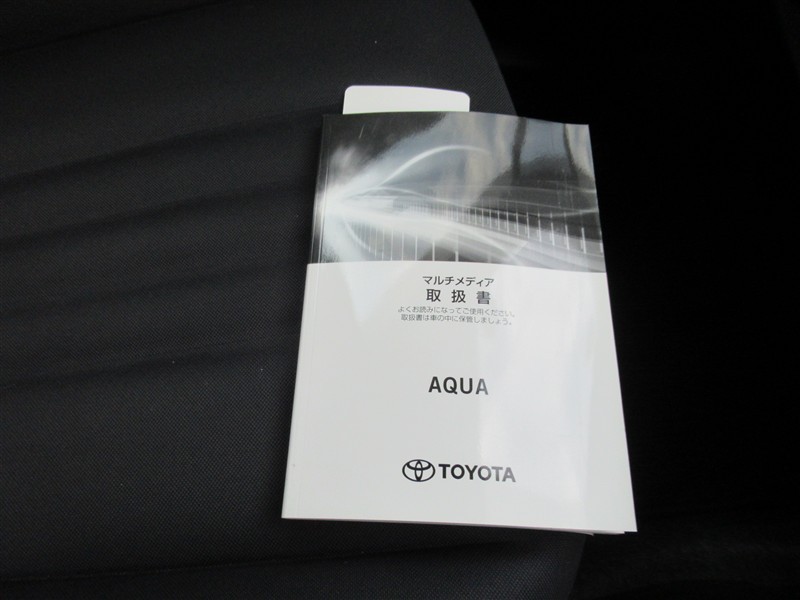 マルチメディア
取扱書
よくお読みになってご使用ください。
取扱書は車の中に保管しましょう。
AQUA
TOYOTA